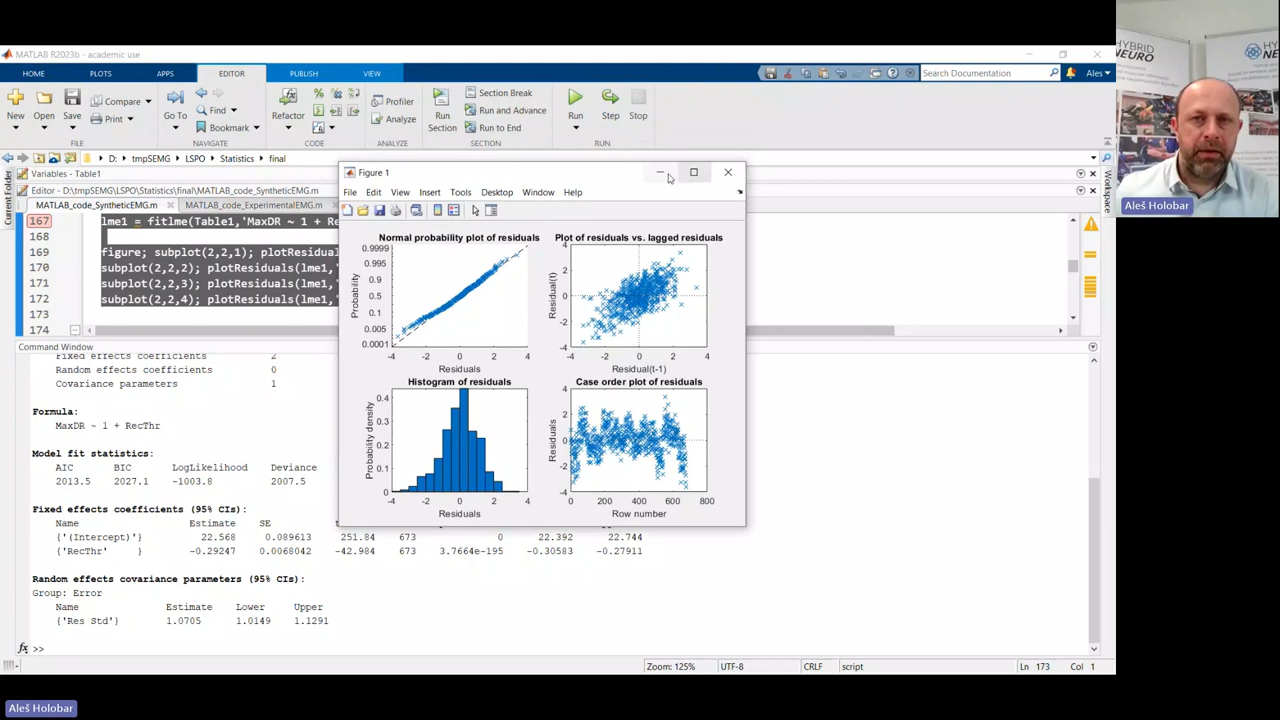 MATLAB R2023b - academic use
HOME PLOTS APPS EDITOR PUBLISH VIEW
Search Documentation
Ales
New Open Save
Compare
Print
Go To
Find
Bookmark
Refactor
Profiler
Analyze
Run Section
Section Break
Run and Advance
Run to End
Run Step Stop
FILE NAVIGATE CODE ANALYZE SECTION RUN
D: tmpSEMG LSPO Statistics final
Current Folder
Workspace
Variables - Table1
Editor - D:\tmpSEMG\LSPO\Statistics\final\MATLAB_code_SyntheticEMG.m
MATLAB_code_SyntheticEMG.m
MATLAB_code_ExperimentalEMG.m
167 lme1 = fitlme(Table1,'MaxDR ~ 1 + Re
168
169 figure; subplot(2,2,1); plotResidual
170 subplot(2,2,2); plotResiduals(lme1,'
171 subplot(2,2,3); plotResiduals(lme1,'
172 subplot(2,2,4); plotResiduals(lme1,'
173
174
Figure 1
File Edit View Insert Tools Desktop Window Help
Normal probability plot of residuals
0.9999
0.995
0.9
0.5
0.1
0.005
0.0001
Probability
-4 -2 0 2 4
Residuals
Plot of residuals vs. lagged residuals
4
2
0
-2
-4
Residual(t)
-4 -2 0 2 4
Residual(t-1)
Histogram of residuals
0.4
0.3
0.2
0.1
0
Probability density
-4 -2 0 2 4
Residuals
Case order plot of residuals
4
2
0
-2
-4
Residuals
0 200 400 600 800
Row number
Command Window
Fixed effects coefficients 2
Random effects coefficients 0
Covariance parameters 1
Formula:
MaxDR ~ 1 + RecThr
Model fit statistics:
AIC BIC LogLikelihood Deviance
2013.5 2027.1 -1003.8 2007.5
Fixed effects coefficients (95% CIs):
Name Estimate SE
{'(Intercept)'} 22.568 0.089613 251.84 673 0 22.392 22.744
{'RecThr' } -0.29247 0.0068042 -42.984 673 3.7664e-195 -0.30583 -0.27911
Random effects covariance parameters (95% CIs):
Group: Error
Name Estimate Lower Upper
{'Res Std'} 1.0705 1.0149 1.1291
fx >>
Zoom: 125% UTF-8 CRLF script Ln 173 Col 1
HYBRID
NEURO
Aleš Holobar
Aleš Holobar